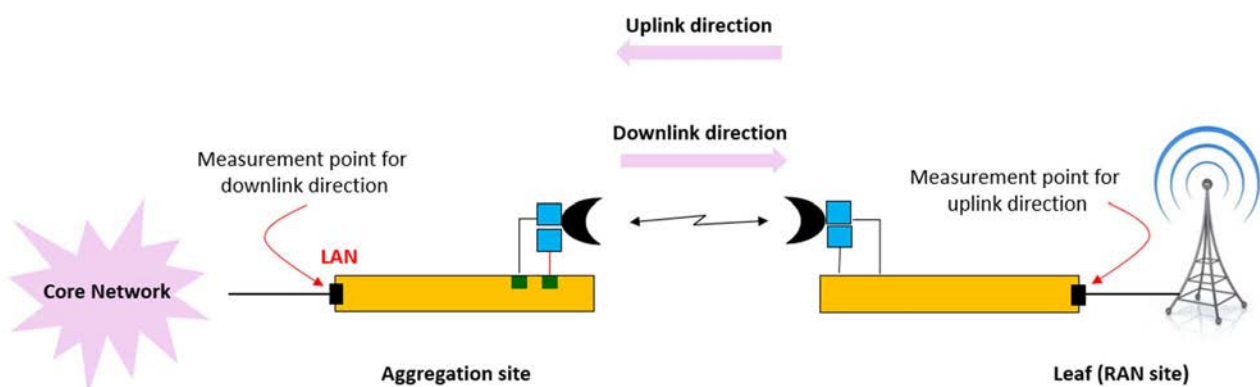 Uplink direction
Downlink direction
Measurement point for
downlink direction
Measurement point for
uplink direction
LAN
Core Network
Aggregation site
Leaf (RAN site)